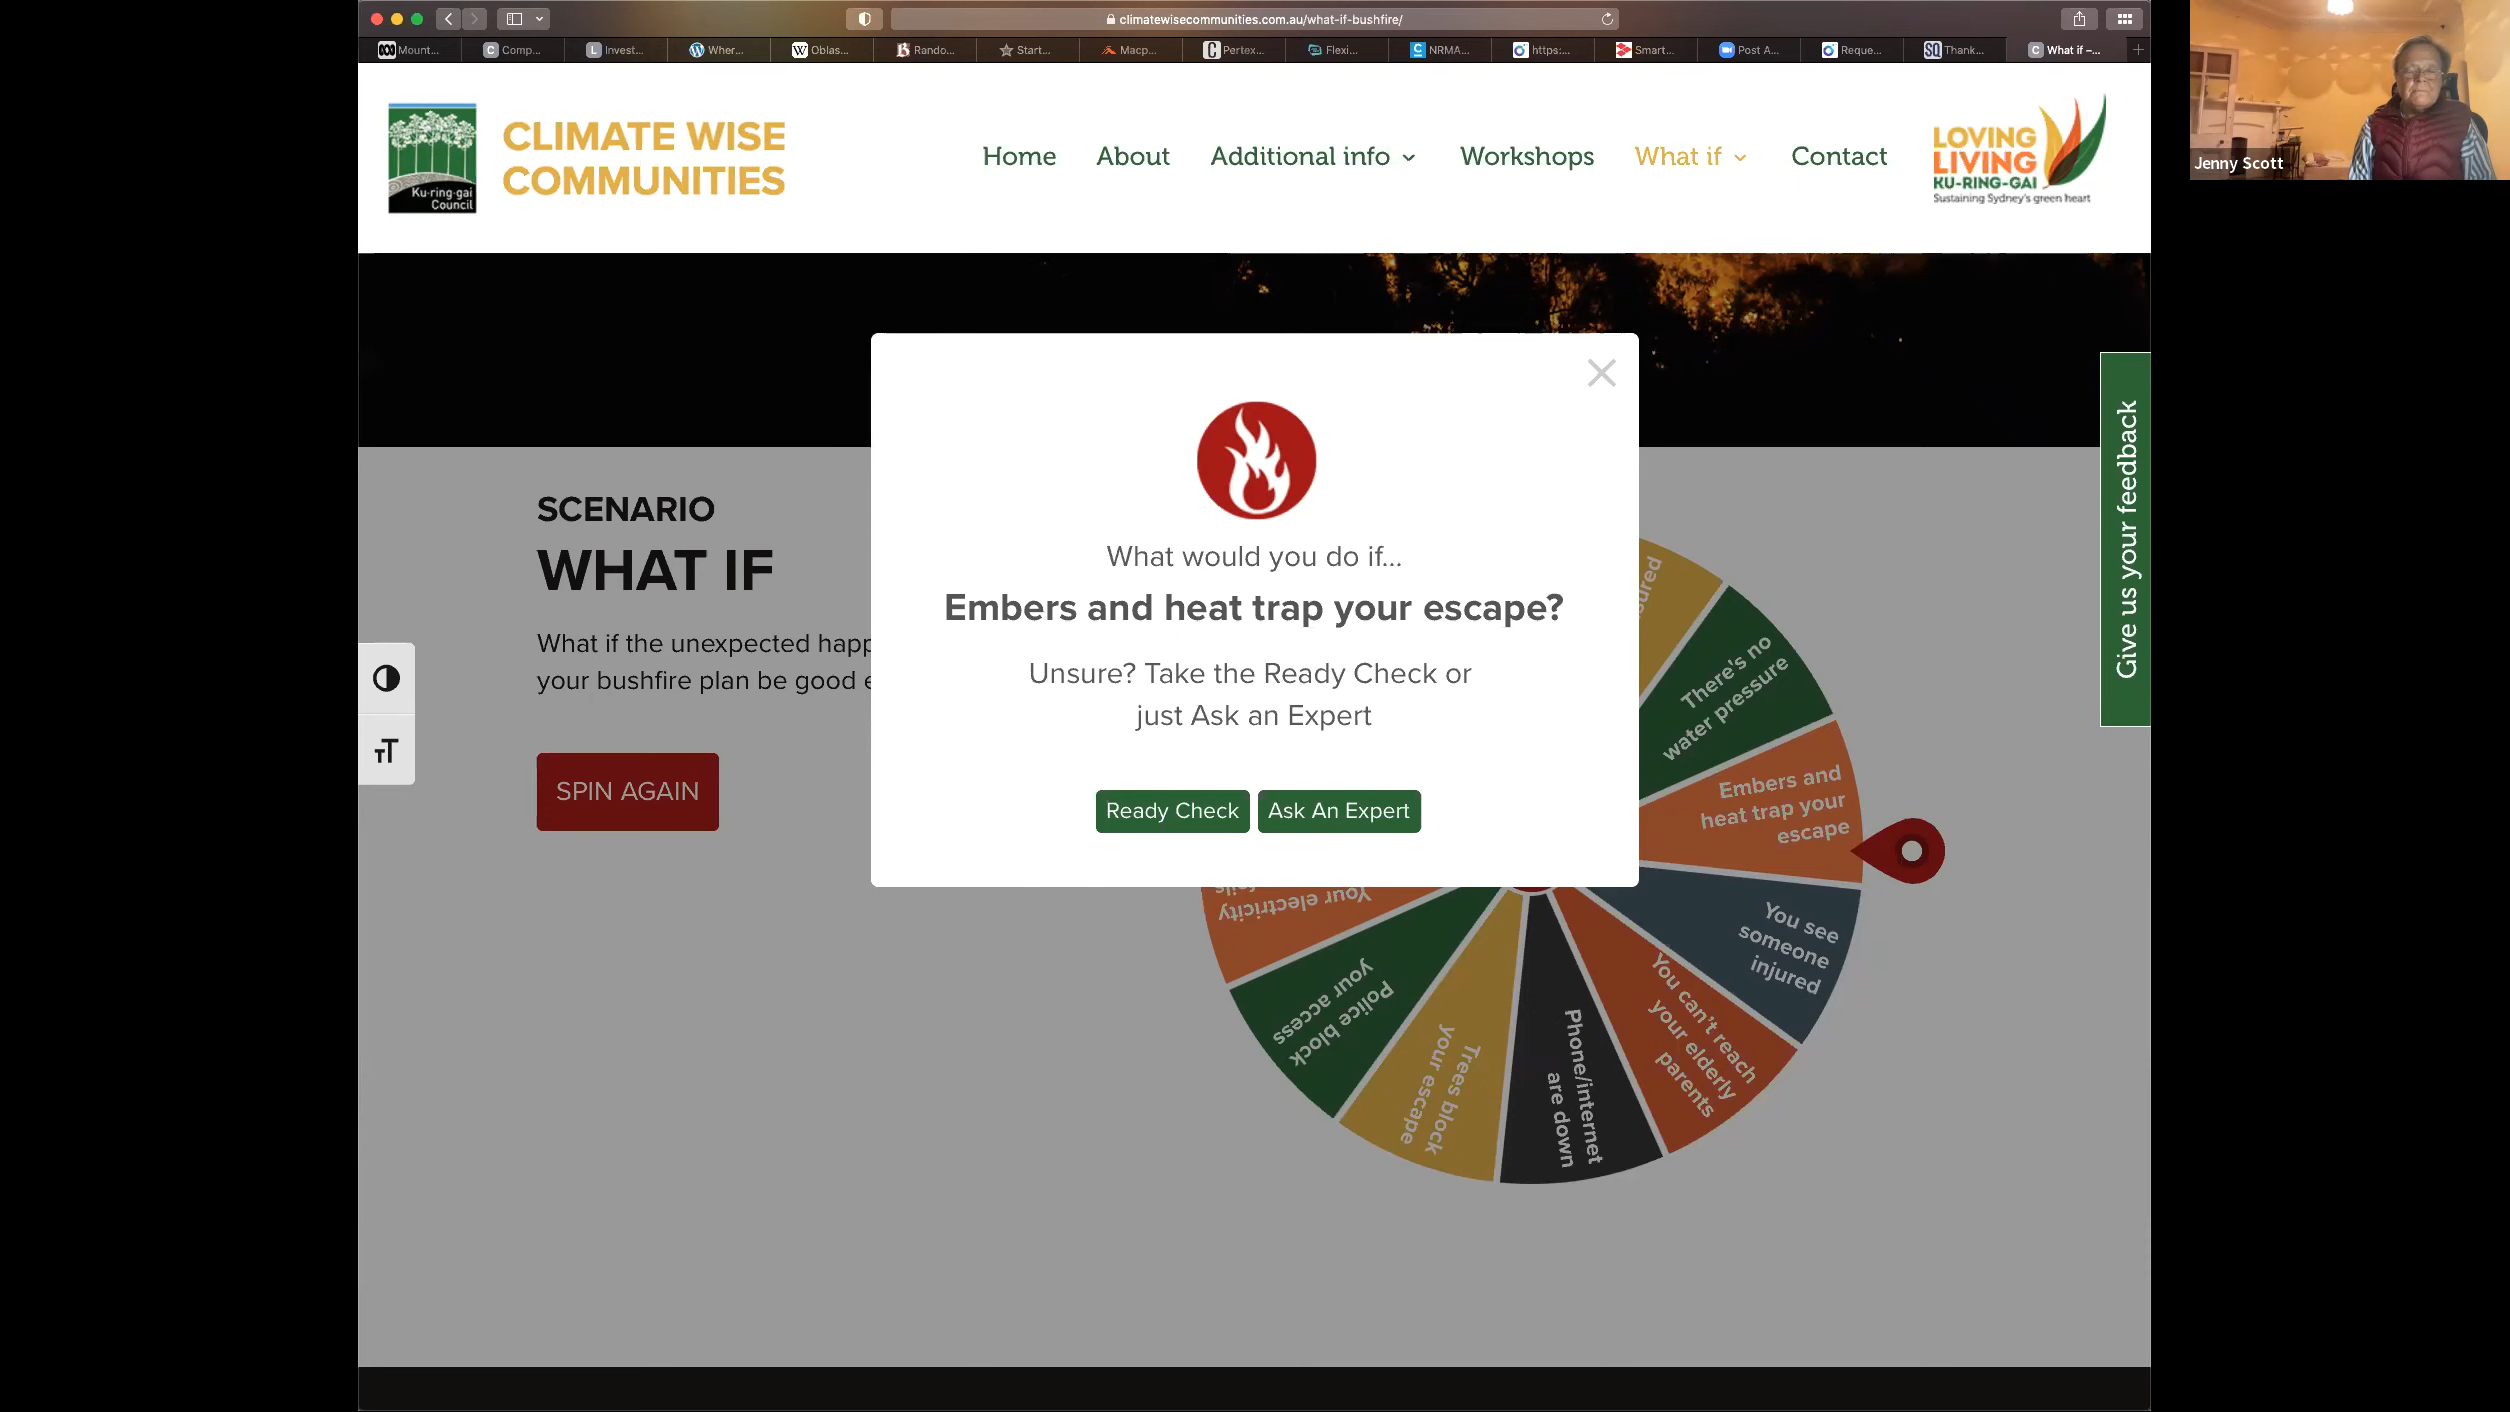 climatewisecommunities.com.au/what-if-bushfire/
Mount...
Comp...
Invest...
Wher...
Oblas...
Rando...
Start...
Macp...
Pertex...
Flexi...
NRMA...
https:...
Smart...
Post A...
Reque...
Thank...
What if –...
Ku-ring-gai
Council
CLIMATE WISE
COMMUNITIES
Home
About
Additional info
Workshops
What if
Contact
LOVING
LIVING
KU-RING-GAI
Sustaining Sydney's green heart
Jenny Scott
Give us your feedback
SCENARIO
WHAT IF
What if the unexpected happ
your bushfire plan be good e
SPIN AGAIN
What would you do if...
Embers and heat trap your escape?
Unsure? Take the Ready Check or
just Ask an Expert
Ready Check
Ask An Expert
There's no
water pressure
Embers and
heat trap your
escape
You see
someone
injured
You can't reach
your elderly
parents
Phone/internet
are down
Trees block
your escape
Police block
your access
Your electricity